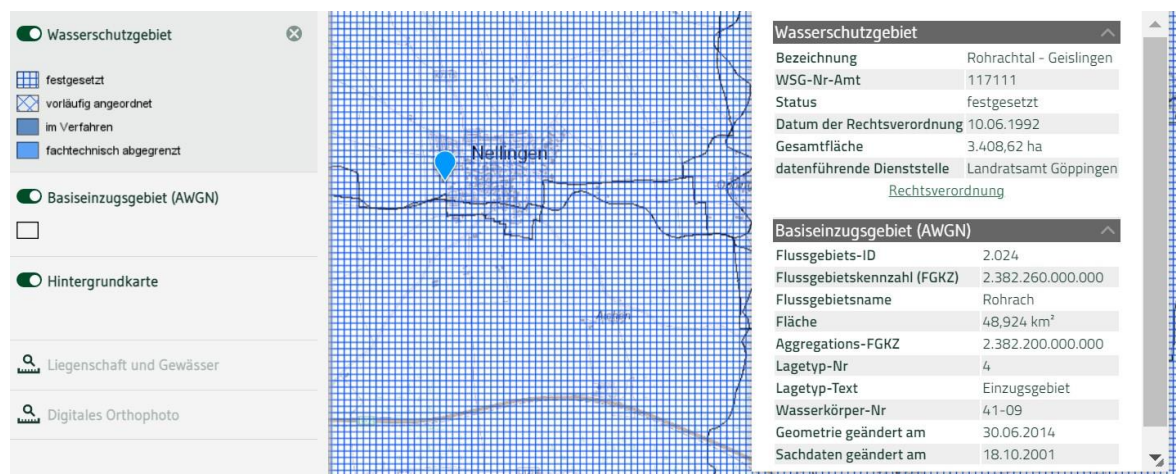 Wasserschutzgebiet
festgesetzt
vorläufig angeordnet
im Verfahren
fachtechnisch abgegrenzt
Basiseinzugsgebiet (AWGN)
Hintergrundkarte
Liegenschaft und Gewässer
Digitales Orthophoto
Nellingen
Wasserschutzgebiet
Bezeichnung Rohrachtal - Geislingen
WSG-Nr-Amt 117111
Status festgesetzt
Datum der Rechtsverordnung 10.06.1992
Gesamtfläche 3.408,62 ha
datenführende Dienststelle Landratsamt Göppingen
Rechtsverordnung
Basiseinzugsgebiet (AWGN)
Flussgebiets-ID 2.024
Flussgebietskennzahl (FGKZ) 2.382.260.000.000
Flussgebietsname Rohrach
Fläche 48,924 km²
Aggregations-FGKZ 2.382.200.000.000
Lagetyp-Nr 4
Lagetyp-Text Einzugsgebiet
Wasserkörper-Nr 41-09
Geometrie geändert am 30.06.2014
Sachdaten geändert am 18.10.2001